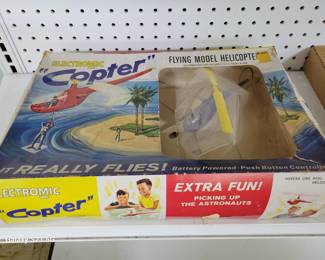 ELECTROMIC
"Copter"
FLYING MODEL HELICOPTER
IT REALLY FLIES! Battery Powered - Push Button Controlled
ELECTROMIC
"Copter"
EXTRA FUN!
PICKING UP
THE ASTRONAUTS